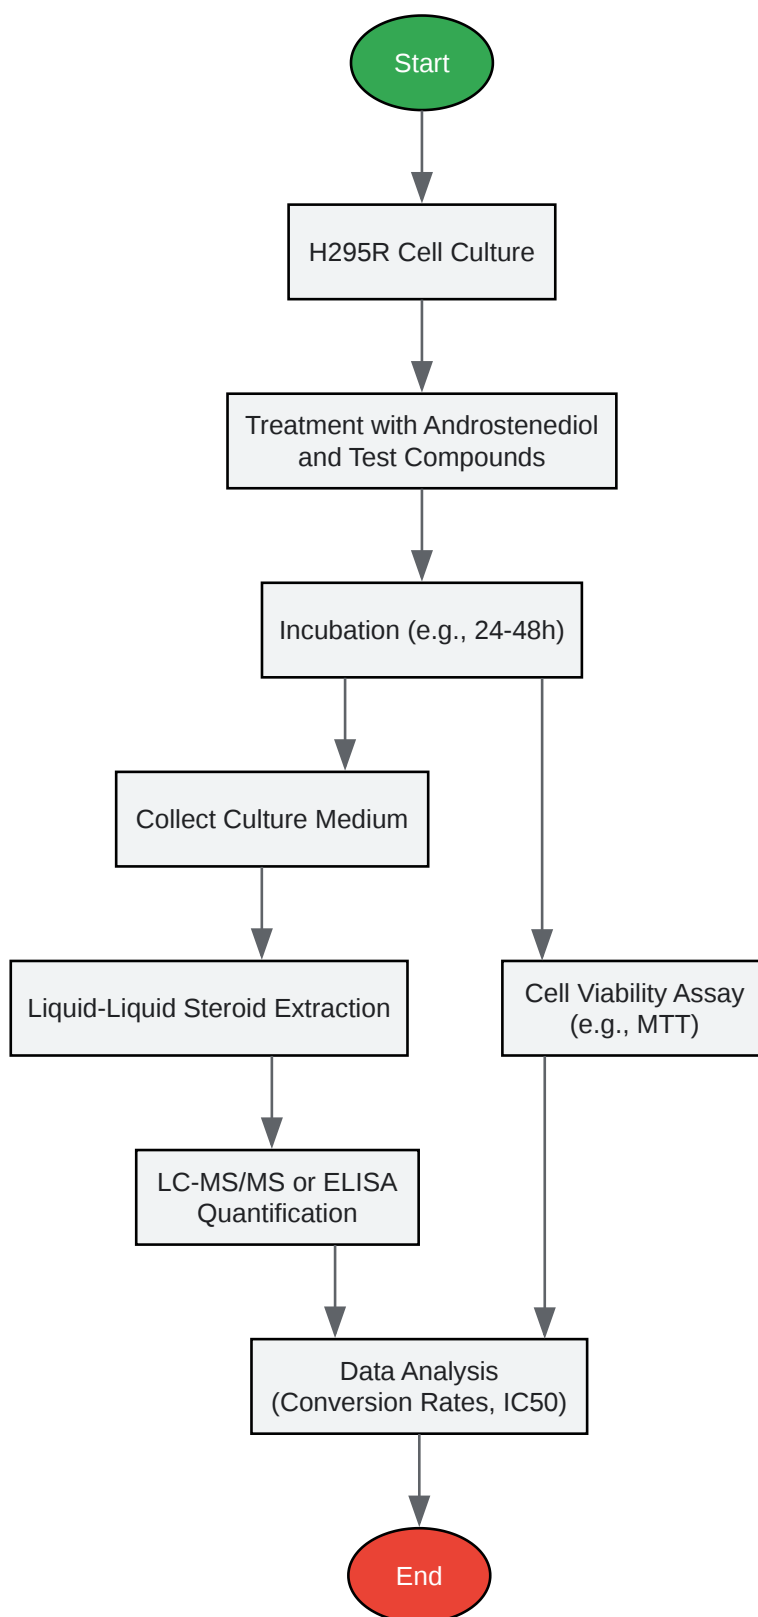 Start
H295R Cell Culture
Treatment with Androstenediol
and Test Compounds
Incubation (e.g., 24-48h)
Collect Culture Medium
Liquid-Liquid Steroid Extraction
Cell Viability Assay
(e.g., MTT)
LC-MS/MS or ELISA
Quantification
Data Analysis
(Conversion Rates, IC50)
End